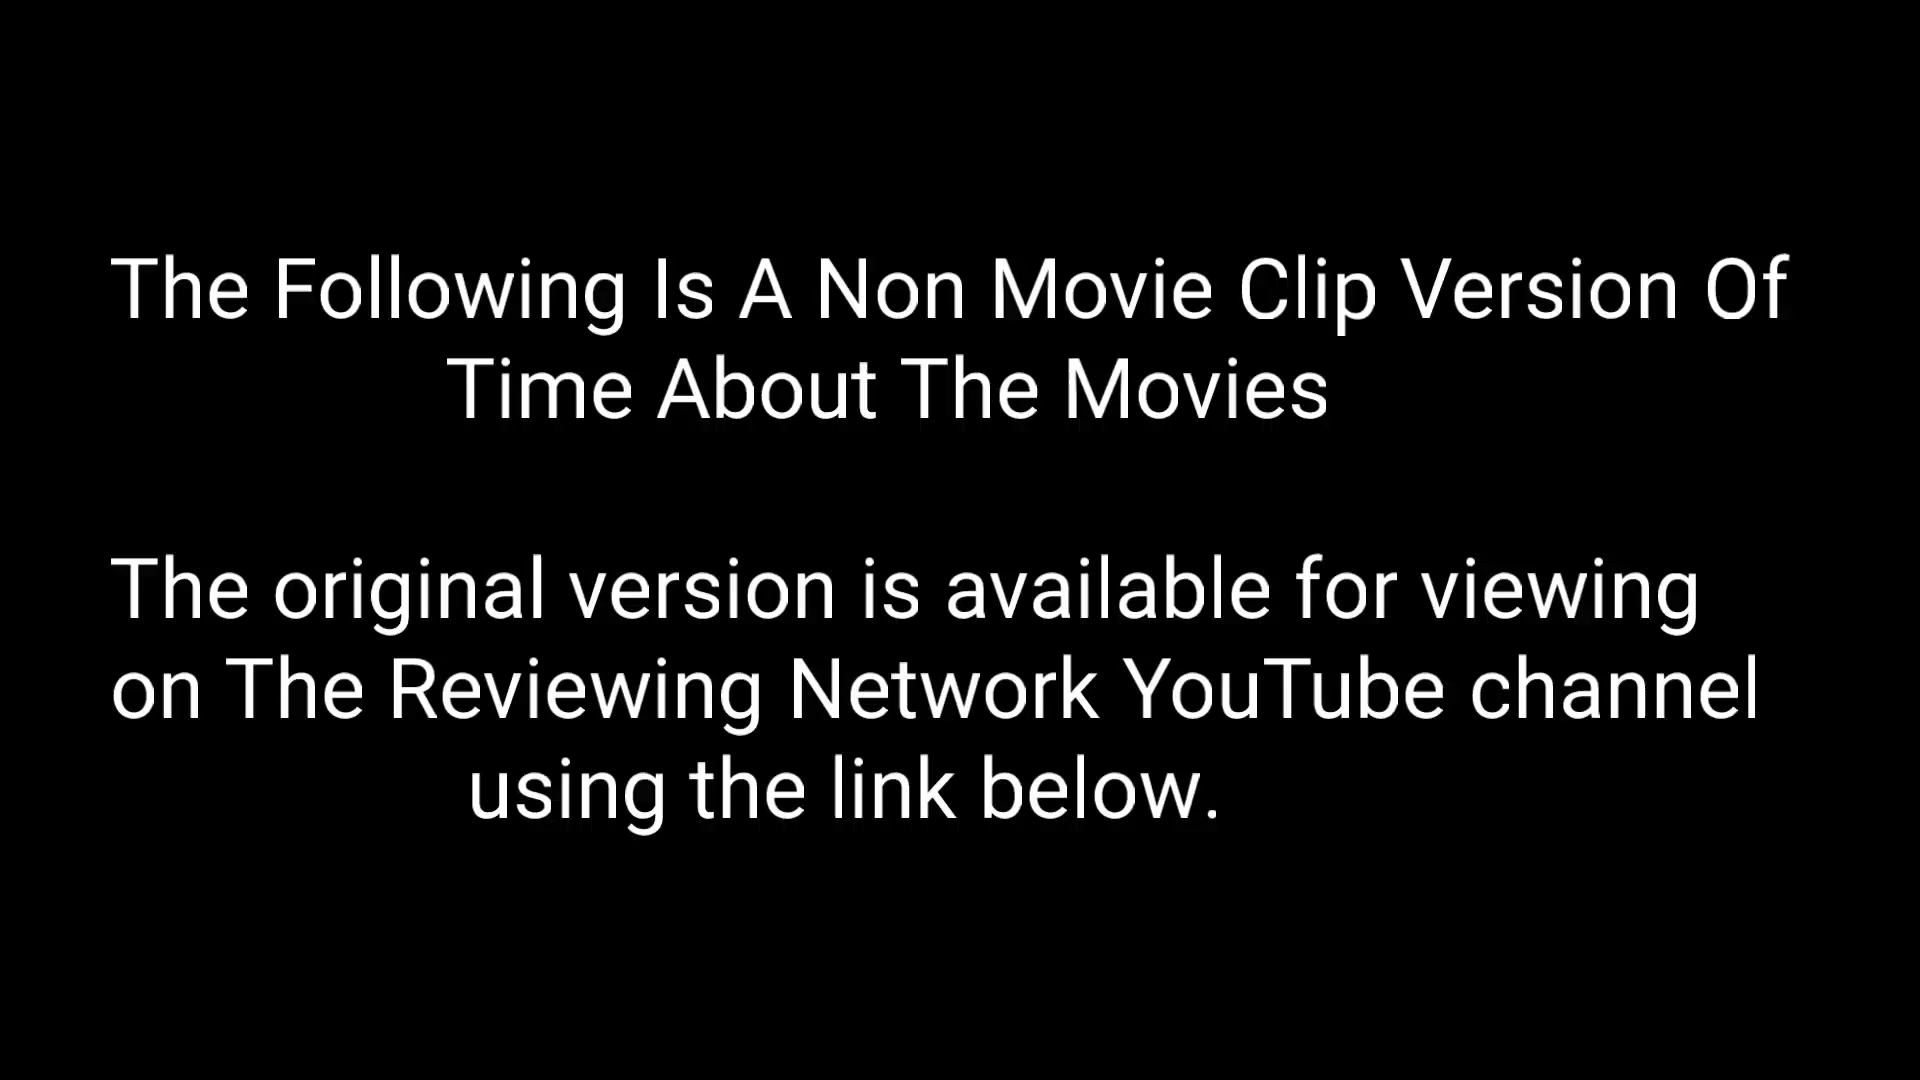 The Following Is A Non Movie Clip Version Of
Time About The Movies
The original version is available for viewing
on The Reviewing Network YouTube channel
using the link below.